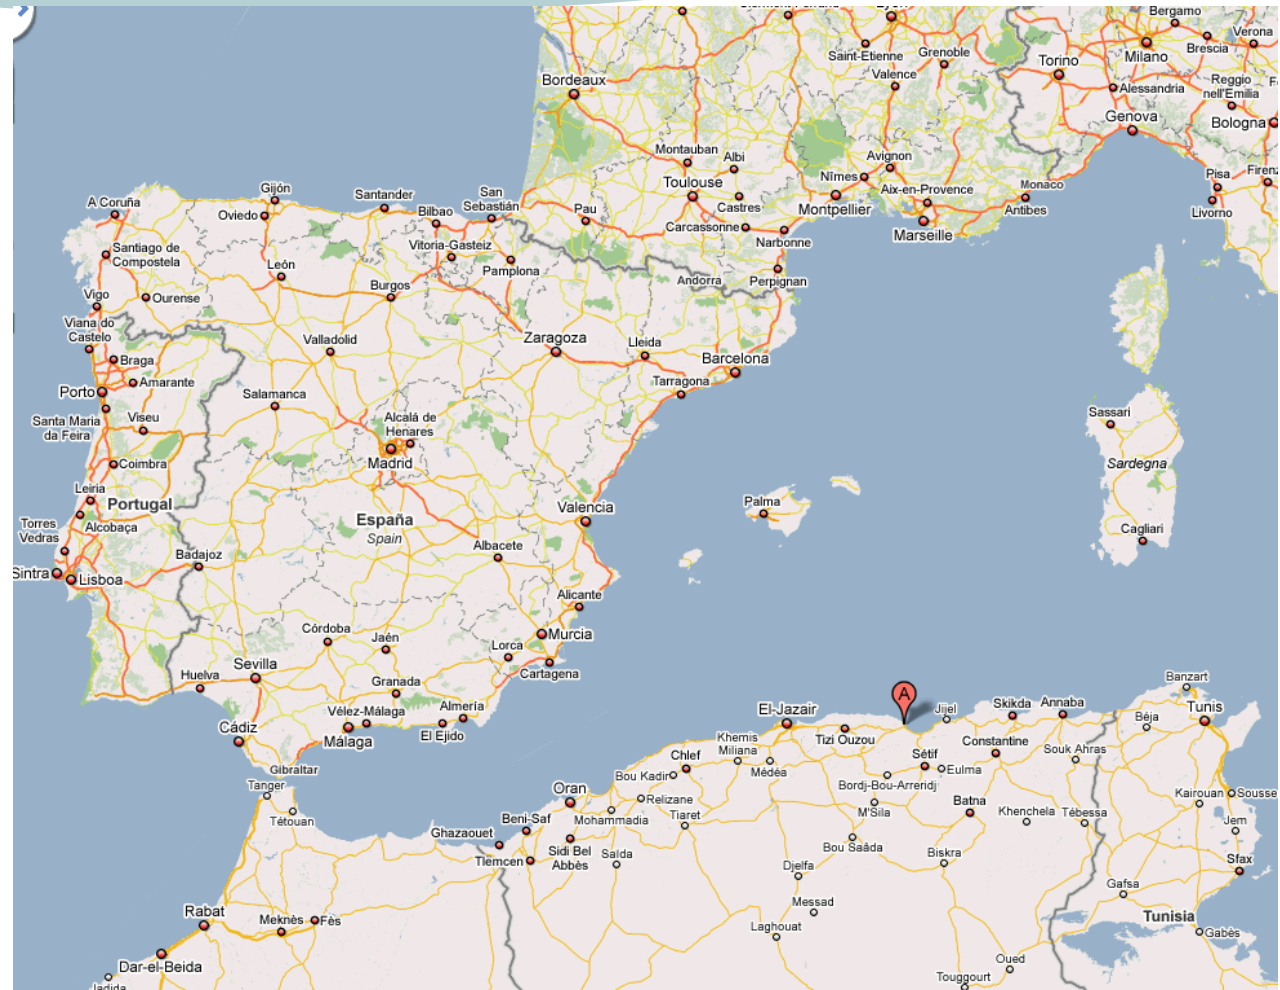 Bergamo
Verona
Brescia
Milano
Torino
Saint-Etienne
Grenoble
Valence
Alessandria
Reggio
nell'Emilia
Bordeaux
Genova
Bologna
Montauban
Albi
Avignon
Nîmes
Toulouse
Castres
Montpellier
Aix-en-Provence
Monaco
Antibes
Marseille
Pisa
Livorno
A Coruña
Gijón
Oviedo
Santander
Bilbao
San
Sebastián
Pau
Carcassonne
Narbonne
Santiago de
Compostela
León
Vitoria-Gasteiz
Pamplona
Andorra
Perpignan
Vigo
Ourense
Burgos
Viana do
Castelo
Braga
Valladolid
Zaragoza
Lleida
Barcelona
Tarragona
Porto
Amarante
Salamanca
Santa Maria
da Feira
Viseu
Alcalá de
Henares
Madrid
Sassari
Sardegna
Coimbra
Leiria
Portugal
Alcobaça
Torres
Vedras
España
Spain
Valencia
Palma
Cagliari
Sintra
Lisboa
Badajoz
Albacete
Alicante
Murcia
Córdoba
Jaén
Lorca
Cartagena
Huelva
Sevilla
Granada
Vélez-Málaga
Almería
El Ejido
Cádiz
Málaga
Gibraltar
Tanger
Tétouan
A
El-Jazair
Tizi Ouzou
Jijel
Skikda
Annaba
Banzart
Tunis
Béja
Khemis
Miliana
Médéa
Chlef
Bou Kadir
Sétif
Eulma
Constantine
Souk Ahras
Bordj-Bou-Arreridj
Oran
Relizane
Mohammadia
Tiaret
M'Sila
Batna
Khenchela
Tébessa
Kairouan
Sousse
Jem
Beni-Saf
Ghazaouet
Tlemcen
Sidi Bel
Abbès
Saïda
Bou Saâda
Biskra
Djelfa
Sfax
Gafsa
Rabat
Meknès
Fès
Messad
Laghouat
Tunisia
Gabès
Dar-el-Beida
Oued
Touggourt